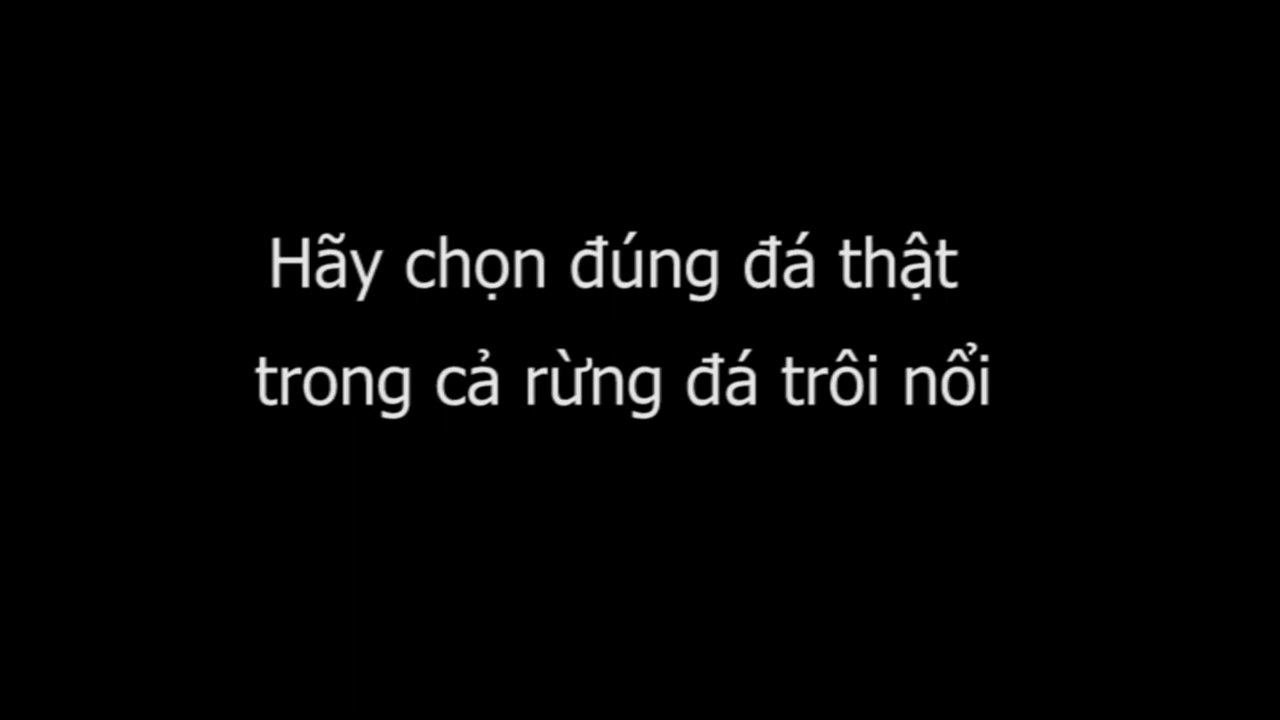 Hãy chọn đúng đá thật
trong cả rừng đá trôi nổi